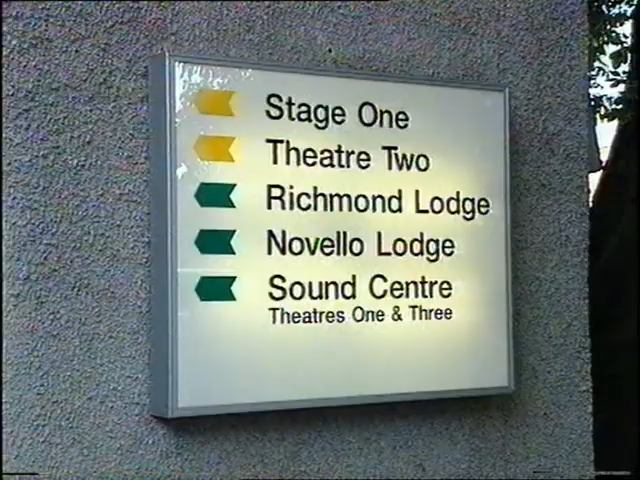 Stage One
Theatre Two
Richmond Lodge
Novello Lodge
Sound Centre
Theatres One & Three